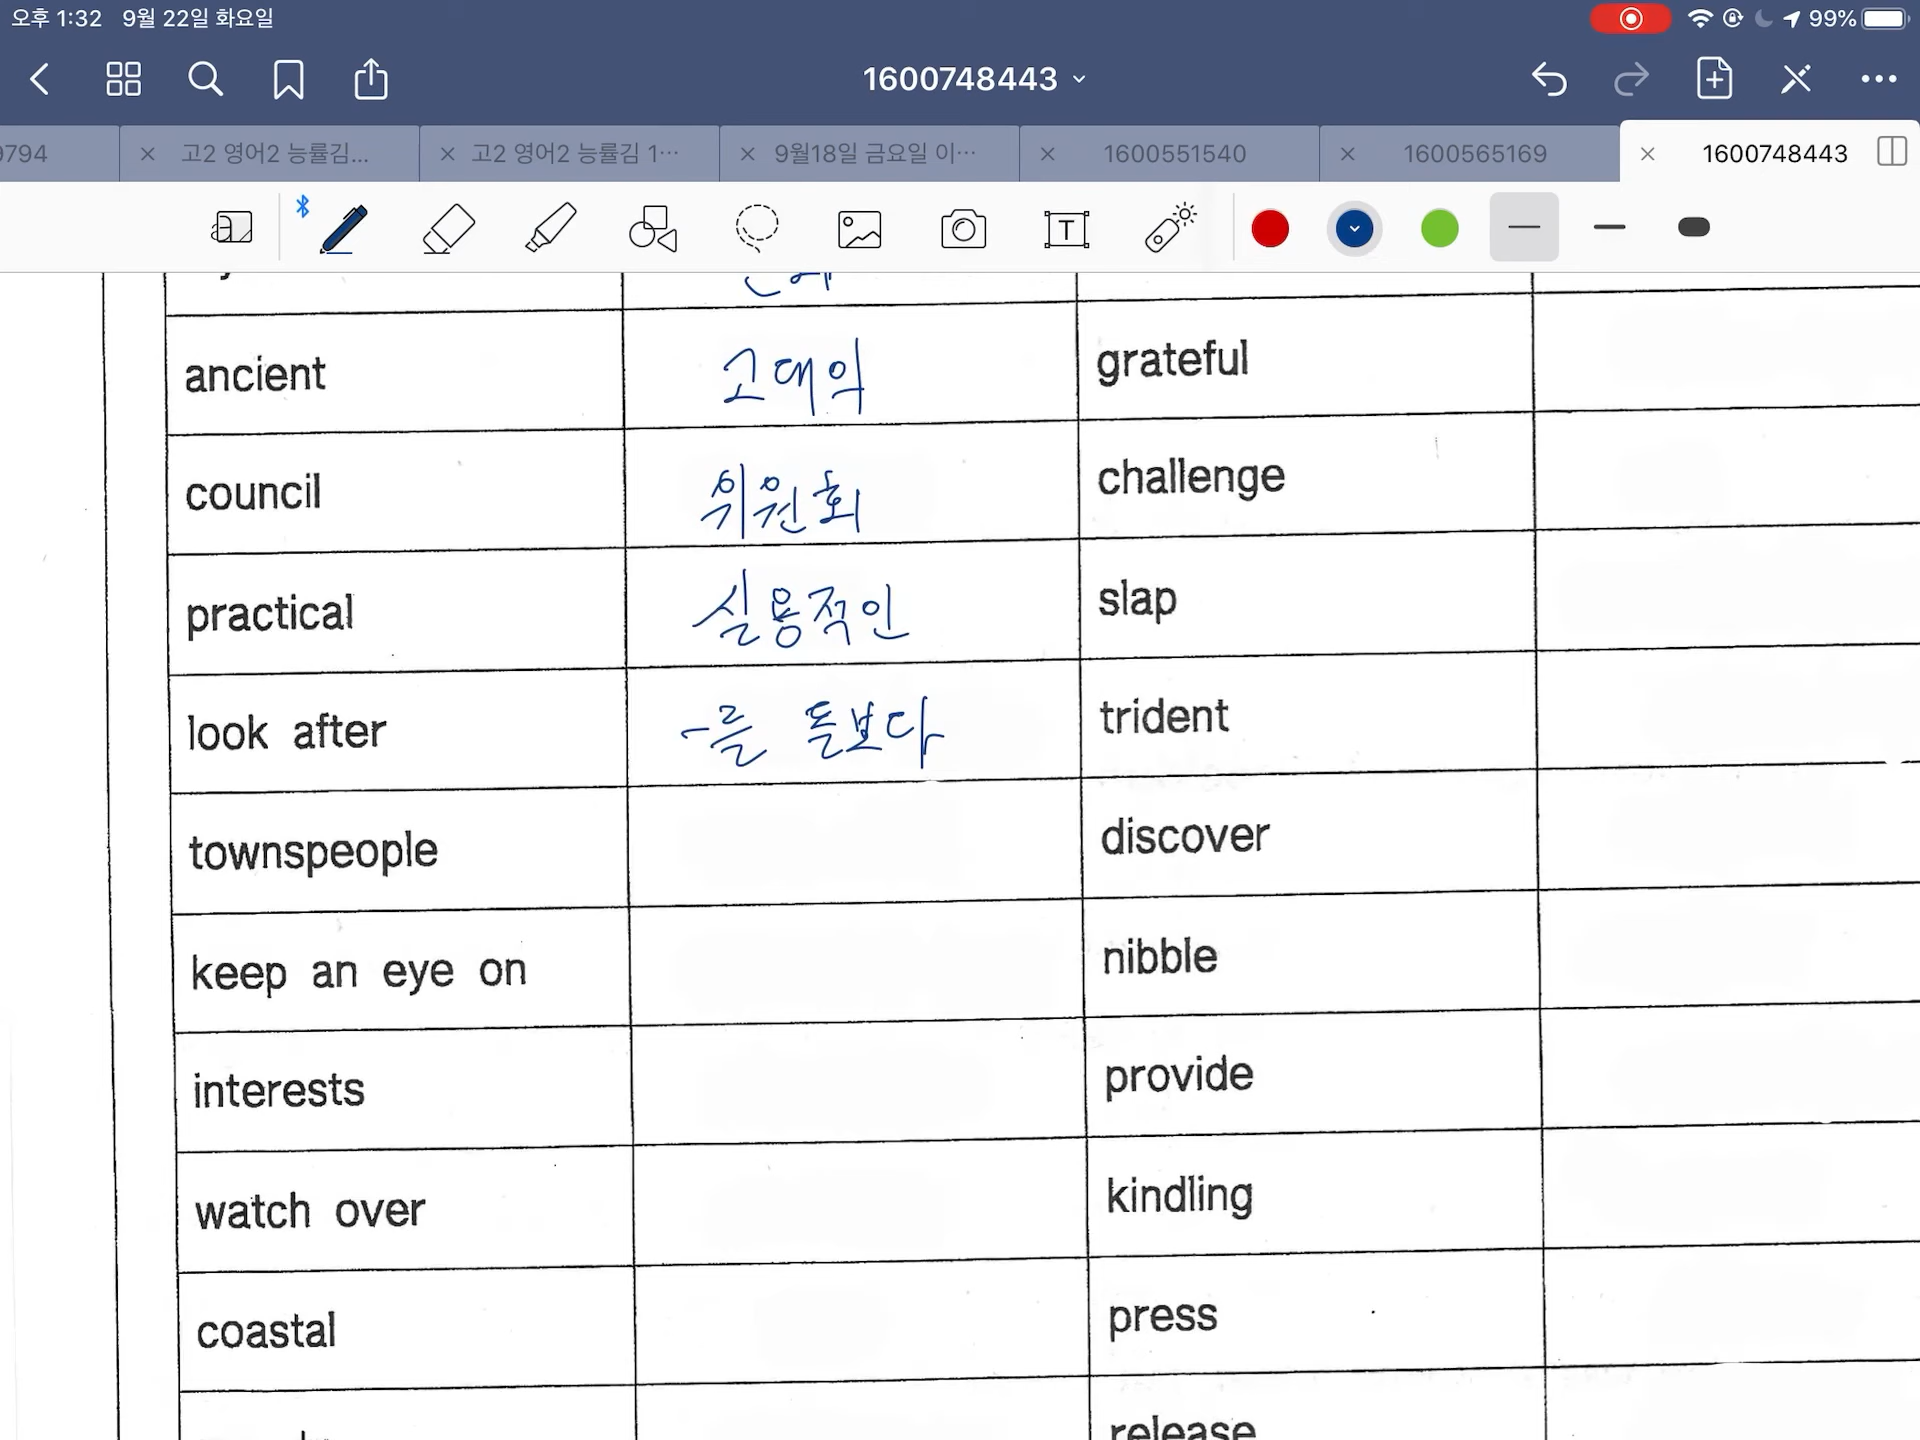 오후 1:32 9월 22일 화요일
99%
1600748443
9794
고2 영어2 능률김...
고2 영어2 능률김 1...
9월18일 금요일 이...
1600551540
1600565169
1600748443
T
ancient 고대의 grateful
council 위원회 challenge
practical 실용적인 slap
look after -를 돌보다 trident
townspeople discover
keep an eye on nibble
interests provide
watch over kindling
coastal press
release